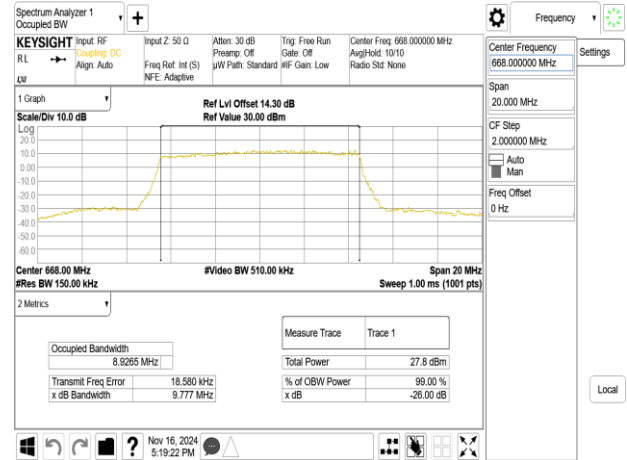 Spectrum Analyzer 1
Occupied BW
Frequency
KEYSIGHT
Input: RF
Input Z: 50 Ω
Atten: 30 dB
Trig: Free Run
Center Freq: 668.000000 MHz
RL
Coupling: DC
Preamp: Off
Gate: Off
Avg|Hold: 10/10
Align: Auto
Freq Ref: Int (S)
µW Path: Standard
#IF Gain: Low
Radio Std: None
NFE: Adaptive
LXI
Center Frequency
668.000000 MHz
Settings
Span
20.000 MHz
CF Step
2.000000 MHz
Auto
Man
Freq Offset
0 Hz
Local
1 Graph
Scale/Div 10.0 dB
Ref Lvl Offset 14.30 dB
Ref Value 30.00 dBm
Log
20.0
10.0
0.00
-10.0
-20.0
-30.0
-40.0
-50.0
-60.0
Center 668.00 MHz
#Video BW 510.00 kHz
Span 20 MHz
#Res BW 150.00 kHz
Sweep 1.00 ms (1001 pts)
2 Metrics
Occupied Bandwidth
8.9265 MHz
Transmit Freq Error 18.580 kHz
x dB Bandwidth 9.777 MHz
Measure Trace Trace 1
Total Power 27.8 dBm
% of OBW Power 99.00 %
x dB -26.00 dB
?
Nov 16, 2024
5:19:22 PM